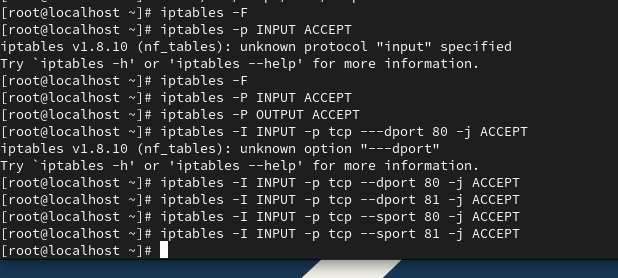 [root@localhost ~]# iptables -F
[root@localhost ~]# iptables -p INPUT ACCEPT
iptables v1.8.10 (nf_tables): unknown protocol "input" specified
Try `iptables -h' or 'iptables --help' for more information.
[root@localhost ~]# iptables -F
[root@localhost ~]# iptables -P INPUT ACCEPT
[root@localhost ~]# iptables -P OUTPUT ACCEPT
[root@localhost ~]# iptables -I INPUT -p tcp ---dport 80 -j ACCEPT
iptables v1.8.10 (nf_tables): unknown option "---dport"
Try `iptables -h' or 'iptables --help' for more information.
[root@localhost ~]# iptables -I INPUT -p tcp --dport 80 -j ACCEPT
[root@localhost ~]# iptables -I INPUT -p tcp --dport 81 -j ACCEPT
[root@localhost ~]# iptables -I INPUT -p tcp --sport 80 -j ACCEPT
[root@localhost ~]# iptables -I INPUT -p tcp --sport 81 -j ACCEPT
[root@localhost ~]#